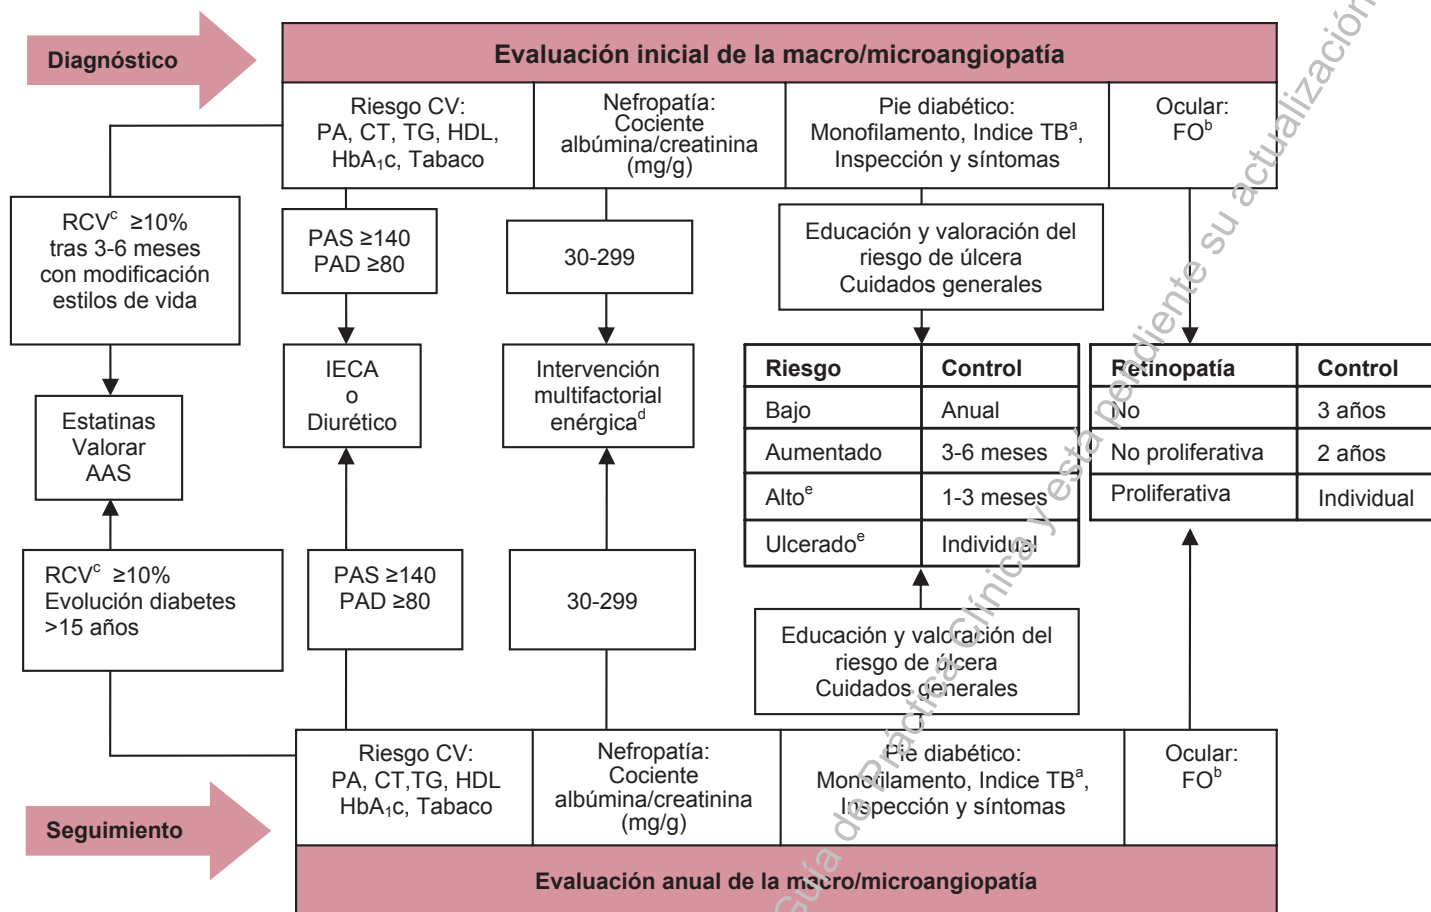 Diagnóstico
Evaluación inicial de la macro/microangiopatía
Riesgo CV:
PA, CT, TG, HDL,
HbA₁c, Tabaco
Nefropatía:
Cociente
albúmina/creatinina
(mg/g)
Pie diabético:
Monofilamento, Indice TBᵃ,
Inspección y síntomas
Ocular:
FOᵇ
RCVᶜ ≥10%
tras 3-6 meses
con modificación
estilos de vida
PAS ≥140
PAD ≥80
30-299
Educación y valoración del
riesgo de úlcera
Cuidados generales
Estatinas
Valorar
AAS
IECA
o
Diurético
Intervención
multifactorial
enérgicaᵈ
Riesgo Control
Bajo Anual
Aumentado 3-6 meses
Altoᵉ 1-3 meses
Ulceradoᵉ Individual
Retinopatía Control
No 3 años
No proliferativa 2 años
Proliferativa Individual
RCVᶜ ≥10%
Evolución diabetes
>15 años
PAS ≥140
PAD ≥80
30-299
Educación y valoración del
riesgo de úlcera
Cuidados generales
Seguimiento
Riesgo CV:
PA, CT,TG, HDL
HbA₁c, Tabaco
Nefropatía:
Cociente
albúmina/creatinina
(mg/g)
Pie diabético:
Monofilamento, Indice TBᵃ,
Inspección y síntomas
Ocular:
FOᵇ
Evaluación anual de la macro/microangiopatía
Guía de Práctica Clínica y está pendiente su actualización